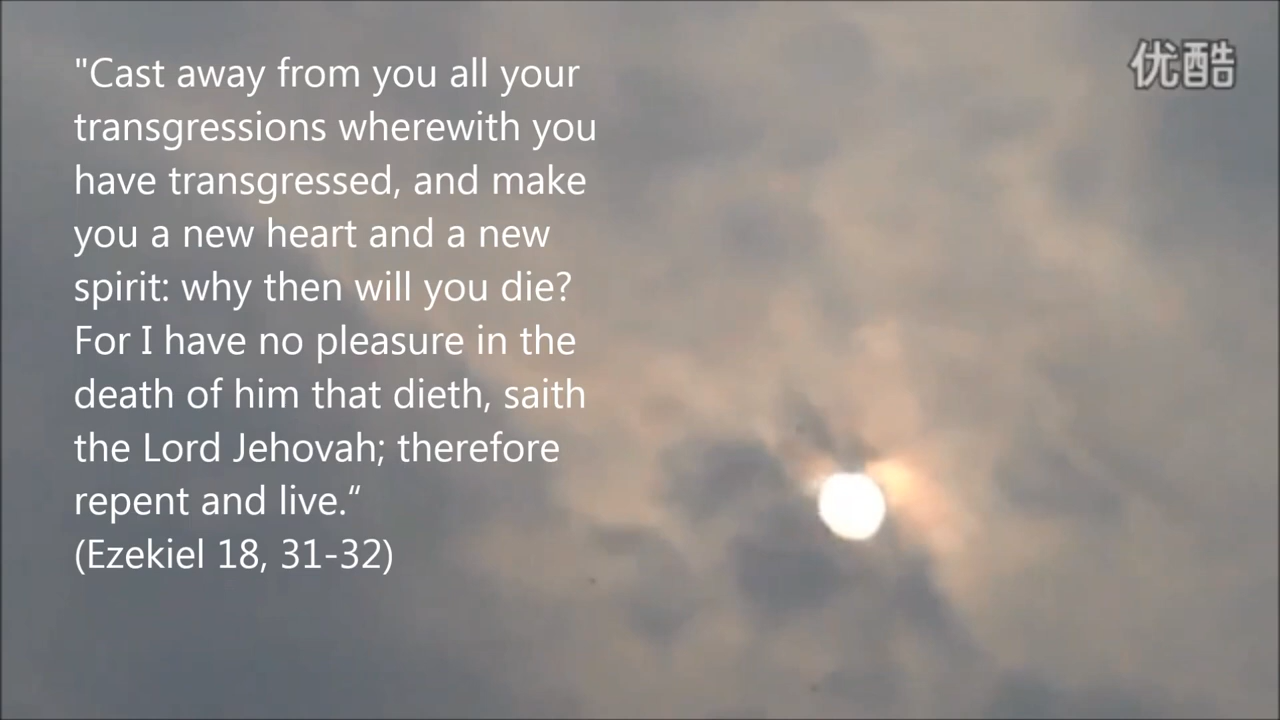 "Cast away from you all your
transgressions wherewith you
have transgressed, and make
you a new heart and a new
spirit: why then will you die?
For I have no pleasure in the
death of him that dieth, saith
the Lord Jehovah; therefore
repent and live.“
(Ezekiel 18, 31-32)
优酷